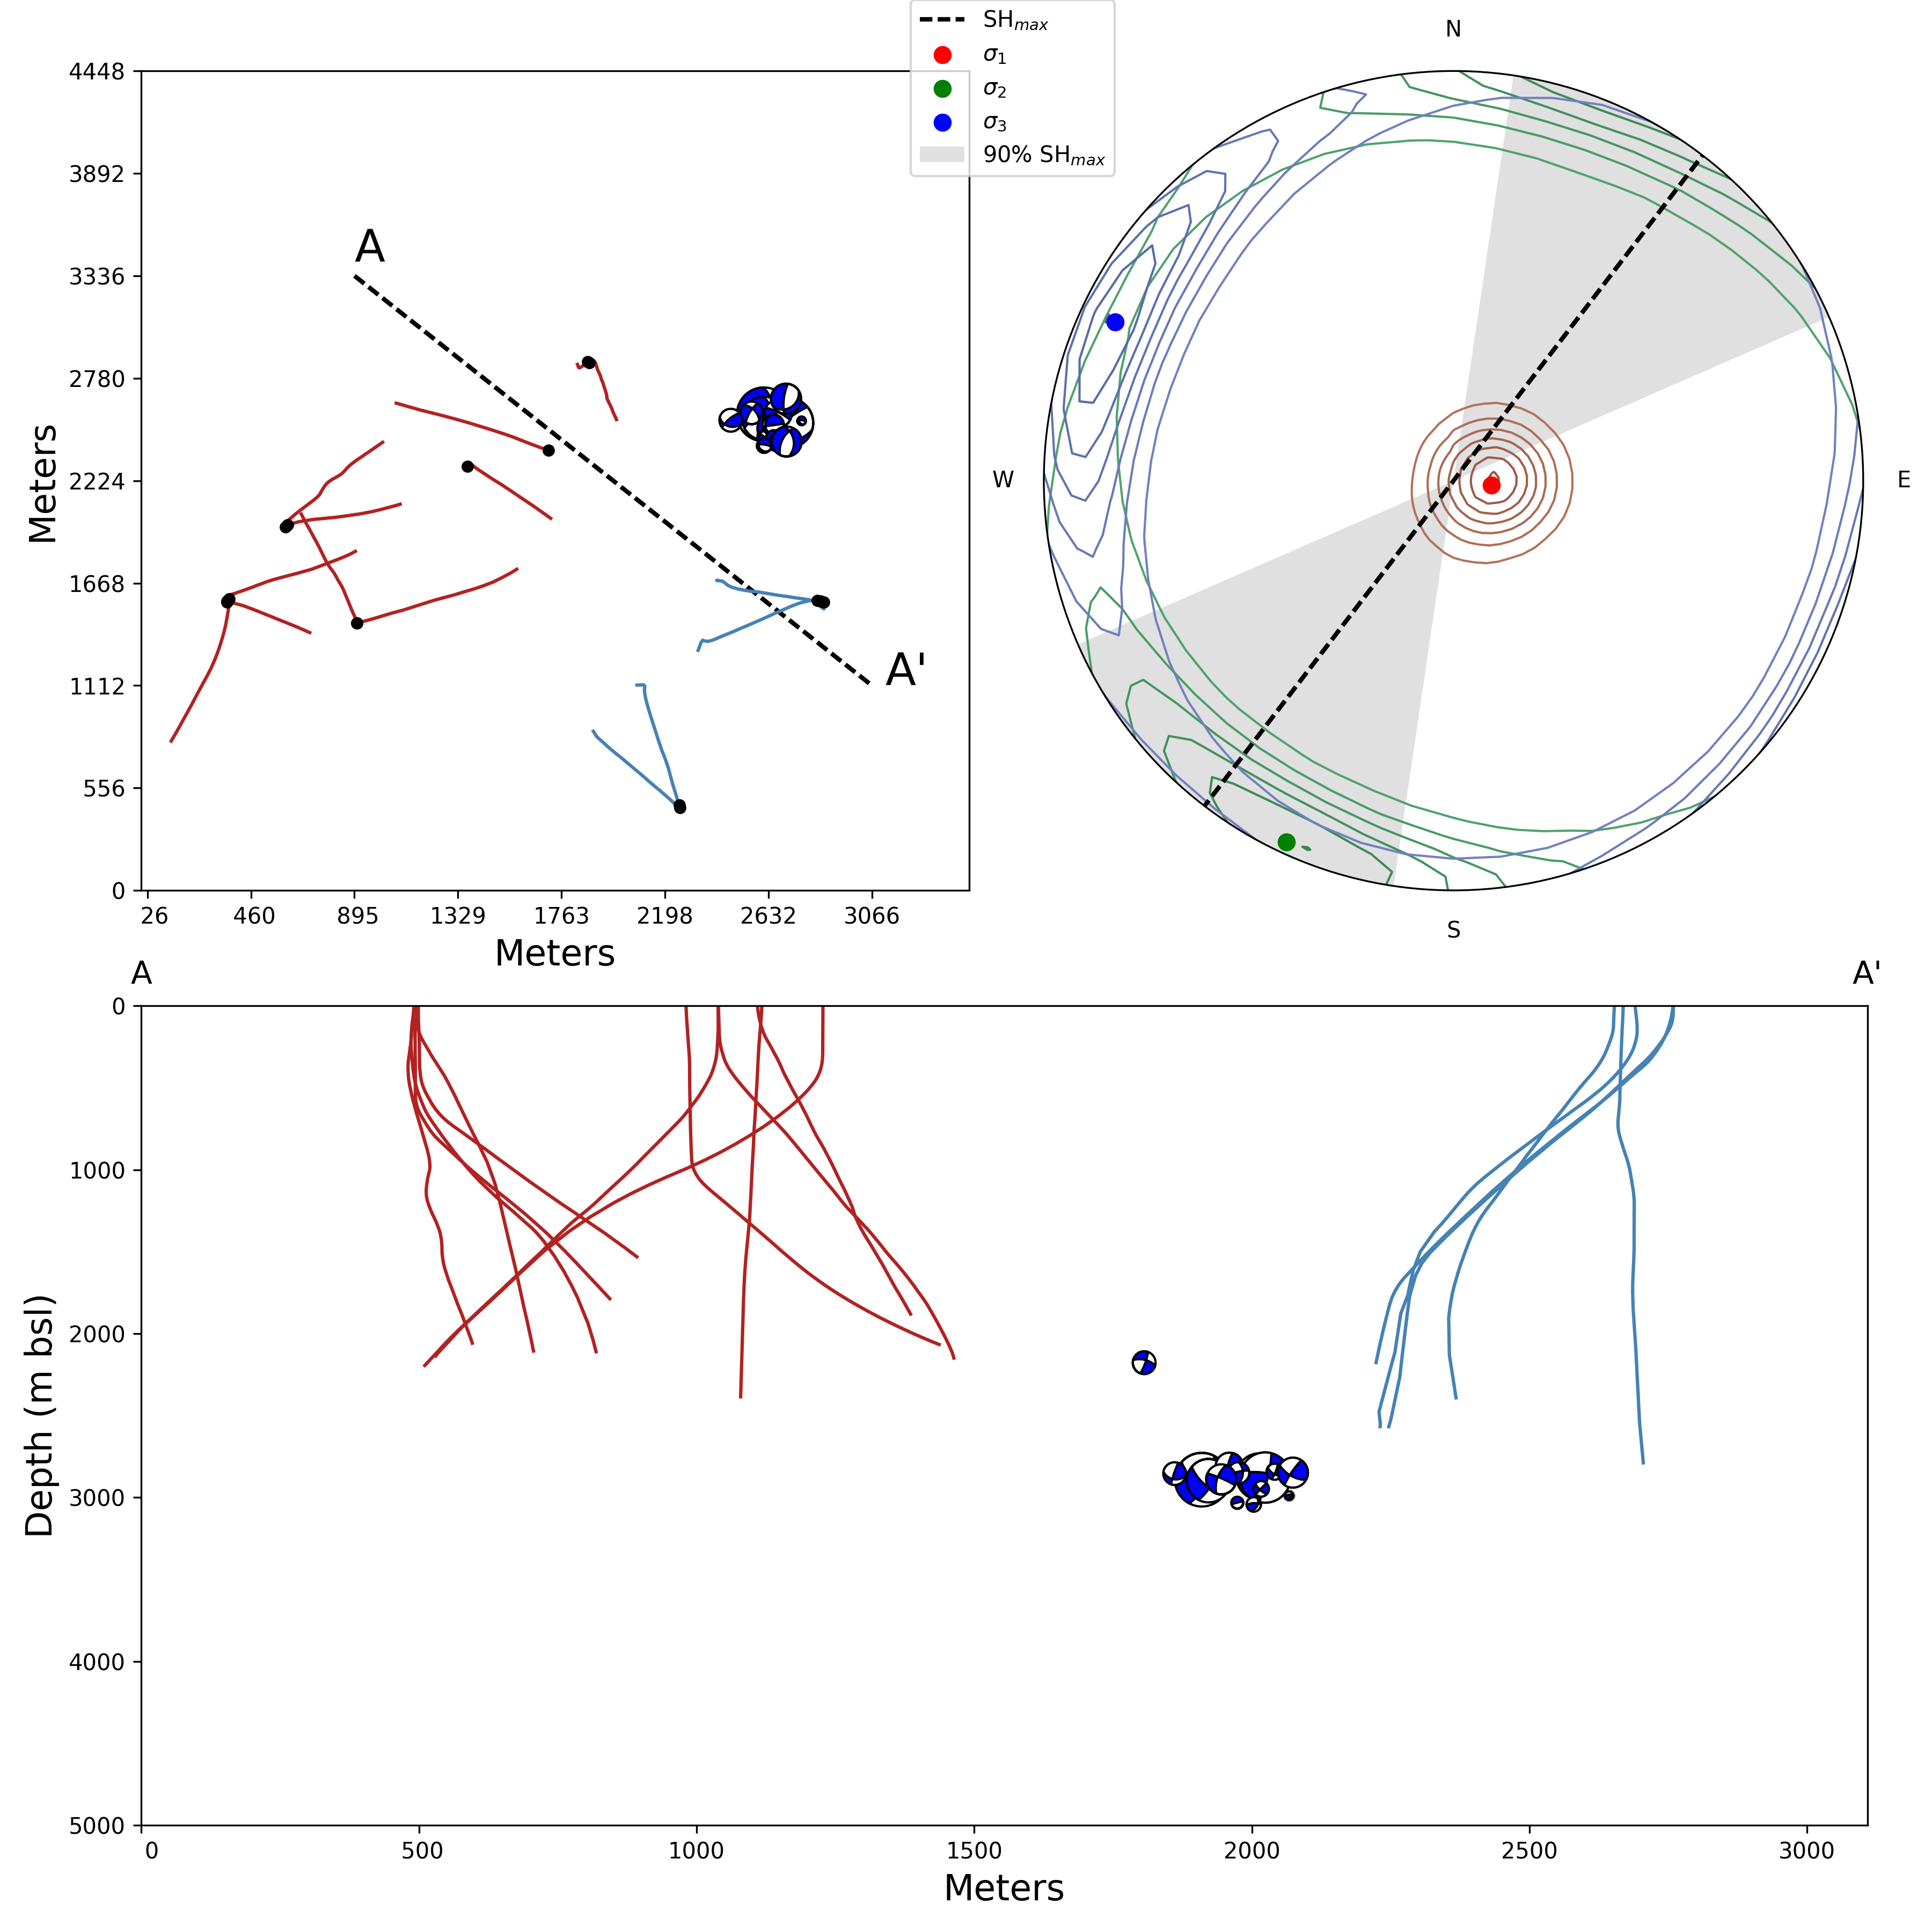 SHmax
σ1
σ2
σ3
90% SHmax
N
W
E
S
4448
3892
3336
2780
2224
1668
1112
556
0
Meters
A
A'
26 460 895 1329 1763 2198 2632 3066
Meters
A A'
0
1000
2000
3000
4000
5000
Depth (m bsl)
0 500 1000 1500 2000 2500 3000
Meters